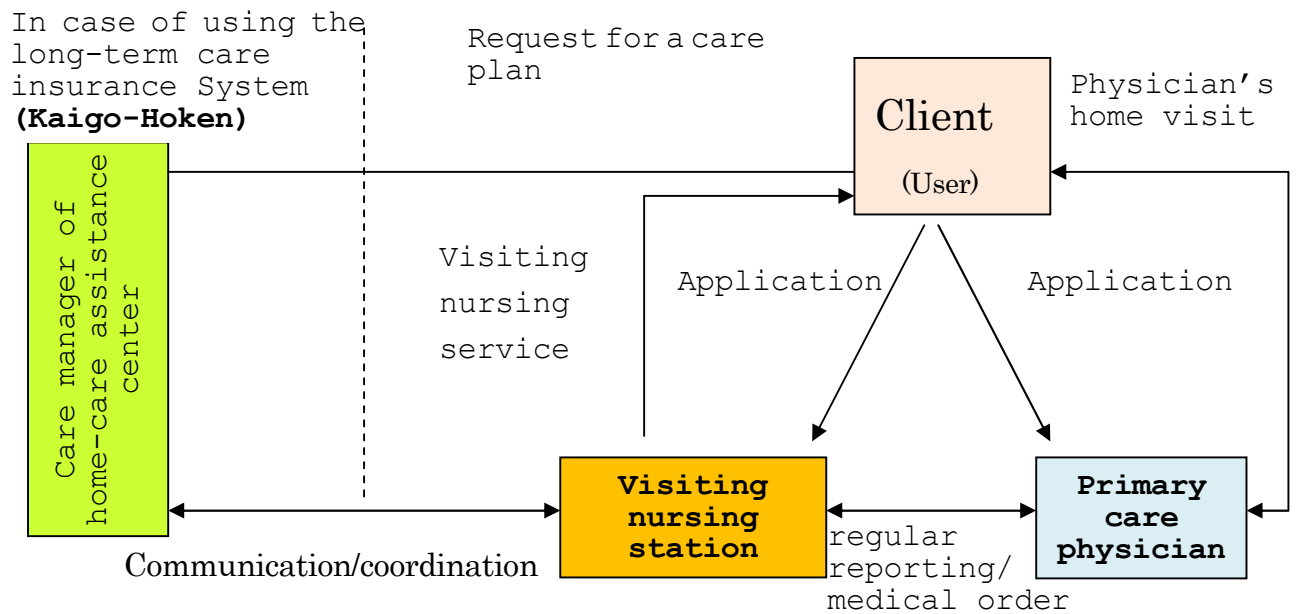 In case of using the
long-term care
insurance System
(Kaigo-Hoken)
Request for a care
plan
Client
(User)
Physician’s
home visit
Care manager of
home-care assistance
center
Visiting
nursing
service
Application
Application
Visiting
nursing
station
Primary
care
physician
Communication/coordination
regular
reporting/
medical order